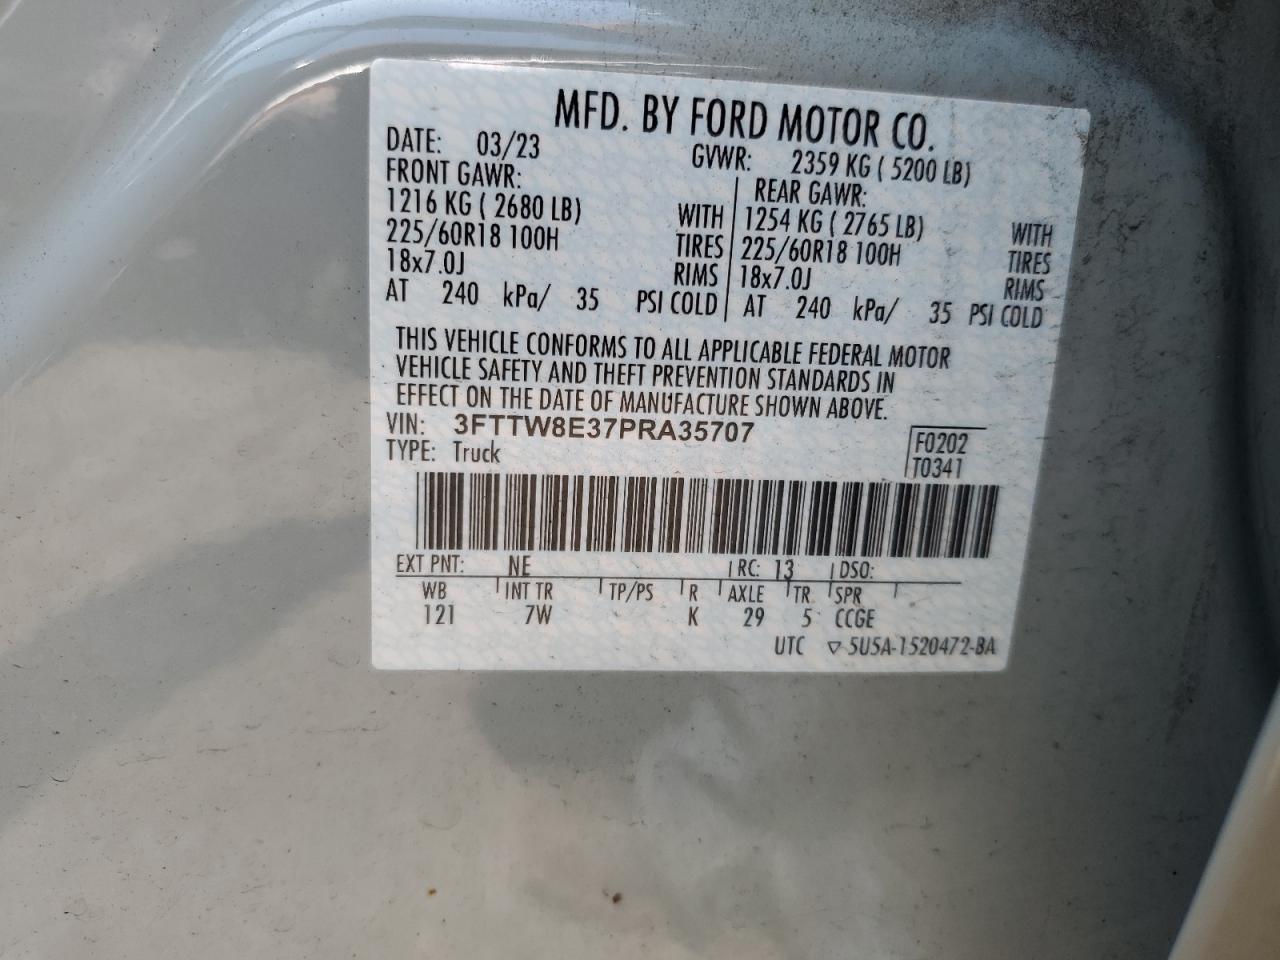 MFD. BY FORD MOTOR CO.
DATE: 03/23 GVWR: 2359 KG ( 5200 LB)
FRONT GAWR: REAR GAWR:
1216 KG ( 2680 LB) WITH 1254 KG ( 2765 LB) WITH
225/60R18 100H TIRES 225/60R18 100H TIRES
18x7.0J RIMS 18x7.0J RIMS
AT 240 kPa/ 35 PSI COLD AT 240 kPa/ 35 PSI COLD
THIS VEHICLE CONFORMS TO ALL APPLICABLE FEDERAL MOTOR
VEHICLE SAFETY AND THEFT PREVENTION STANDARDS IN
EFFECT ON THE DATE OF MANUFACTURE SHOWN ABOVE.
VIN: 3FTTW8E37PRA35707 F0202
TYPE: Truck T0341
EXT PNT: NE RC: 13 DSO:
WB INT TR TP/PS R AXLE TR SPR
121 7W K 29 5 CCGE
UTC ▽ 5U5A-1520472-BA